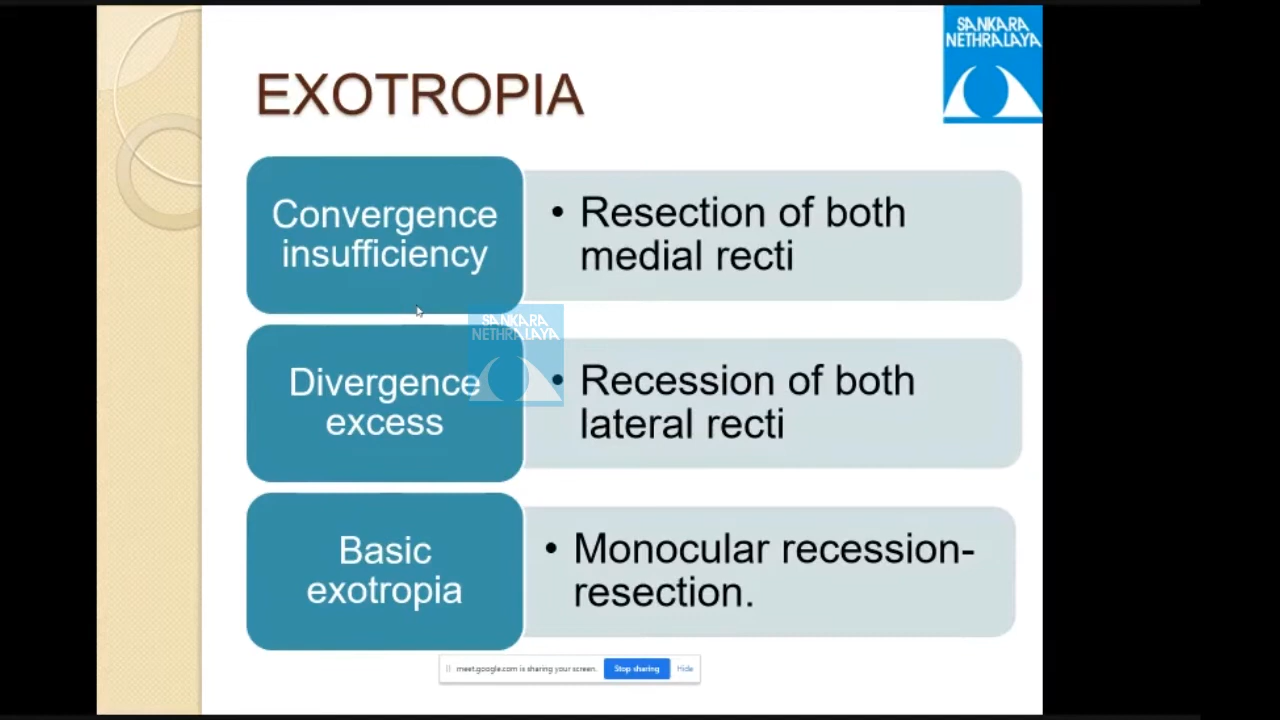 SANKARA
NETHRALAYA
EXOTROPIA
Convergence
insufficiency
• Resection of both
medial recti
SANKARA
NETHRALAYA
Divergence
excess
• Recession of both
lateral recti
Basic
exotropia
• Monocular recession-
resection.
meet.google.com is sharing your screen.
Stop sharing
Hide